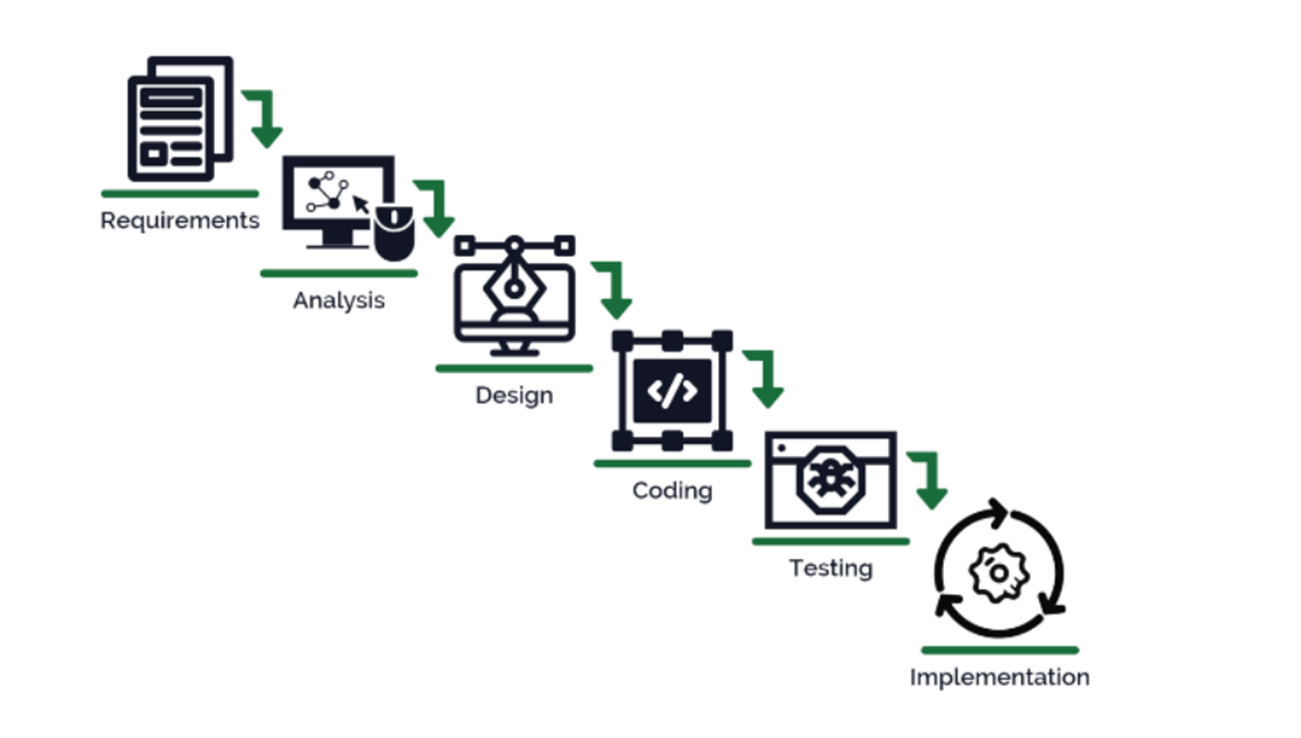 Requirements
Analysis
Design
</>
Coding
Testing
Implementation